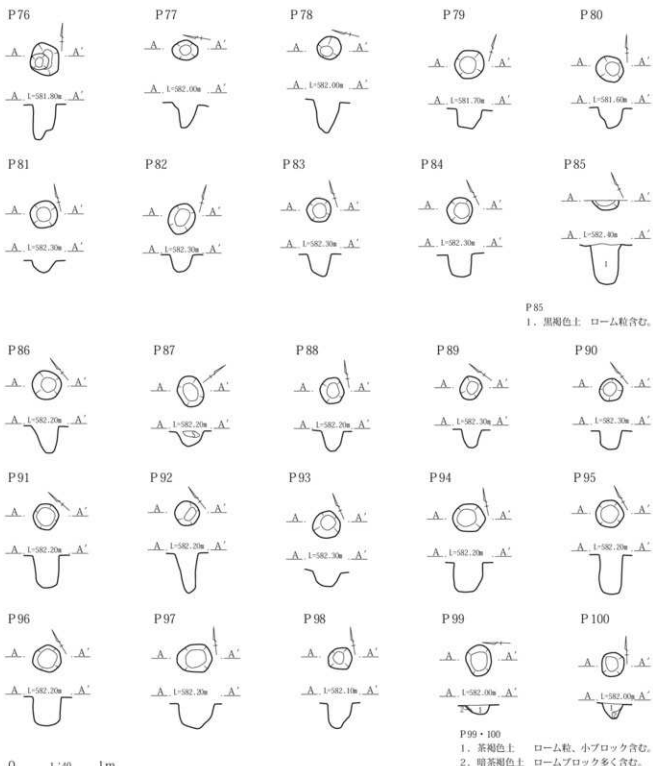 P76 P77 P78 P79 P80
A A′ A A′ A A′ A A′ A A′
A L=581.80m A′ A L=582.00m A′ A L=582.00m A′ A L=581.70m A′ A L=581.60m A′
P81 P82 P83 P84 P85
A A′ A A′ A A′ A A′ A A′
A L=582.30m A′ A L=582.30m A′ A L=582.30m A′ A L=582.30m A′ A L=582.40m A′
1
P85
1．黒褐色土 ローム粒含む。
P86 P87 P88 P89 P90
A A′ A A′ A A′ A A′ A A′
A L=582.20m A′ A L=582.20m A′ A L=582.20m A′ A L=582.30m A′ A L=582.30m A′
P91 P92 P93 P94 P95
A A′ A A′ A A′ A A′ A A′
A L=582.20m A′ A L=582.20m A′ A L=582.30m A′ A L=582.20m A′ A L=582.20m A′
P96 P97 P98 P99 P100
A A′ A A′ A A′ A A′ A A′
A L=582.20m A′ A L=582.20m A′ A L=582.10m A′ A L=582.00m A′ A L=582.00m A′
2 1 1
P99・100
1．茶褐色土 ローム粒、小ブロック含む。
2．暗茶褐色土 ロームブロック多く含む。
0 1:40 1m